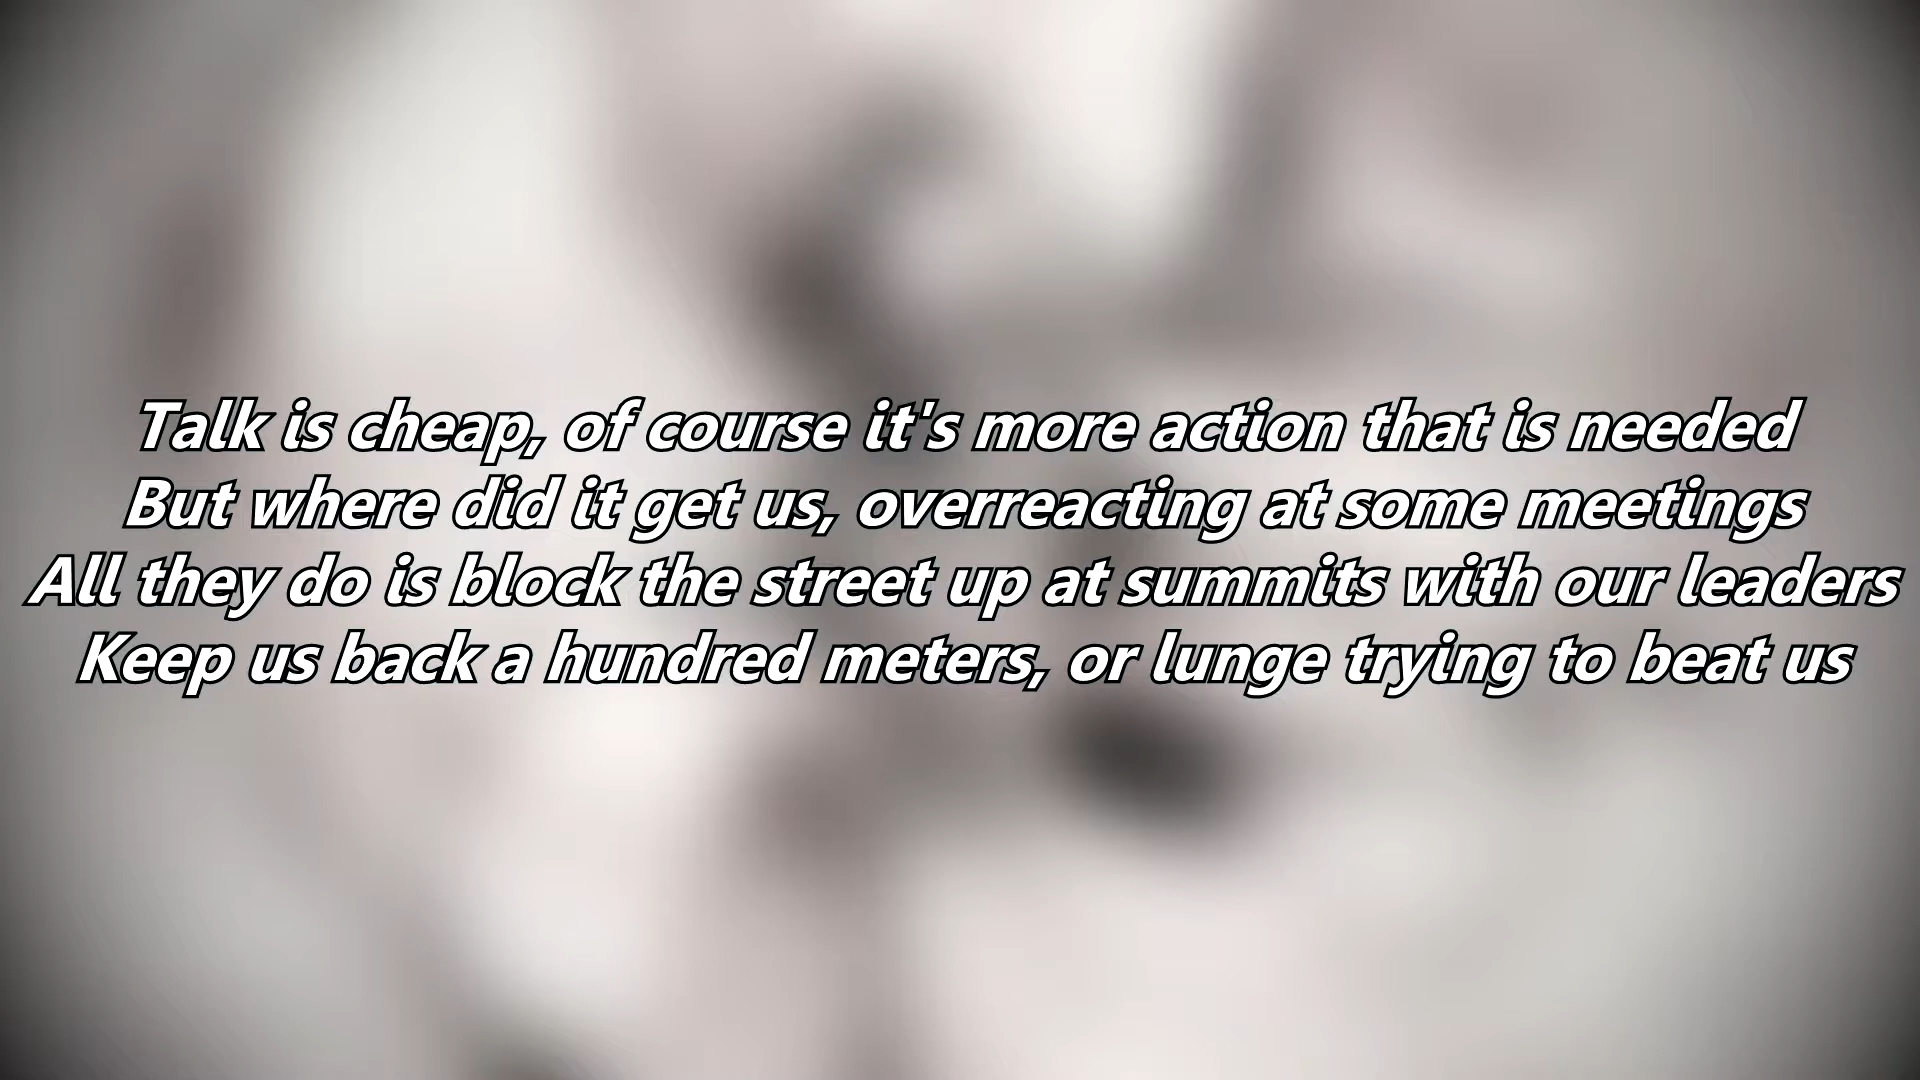 Talk is cheap, of course it's more action that is needed
But where did it get us, overreacting at some meetings
All they do is block the street up at summits with our leaders
Keep us back a hundred meters, or lunge trying to beat us